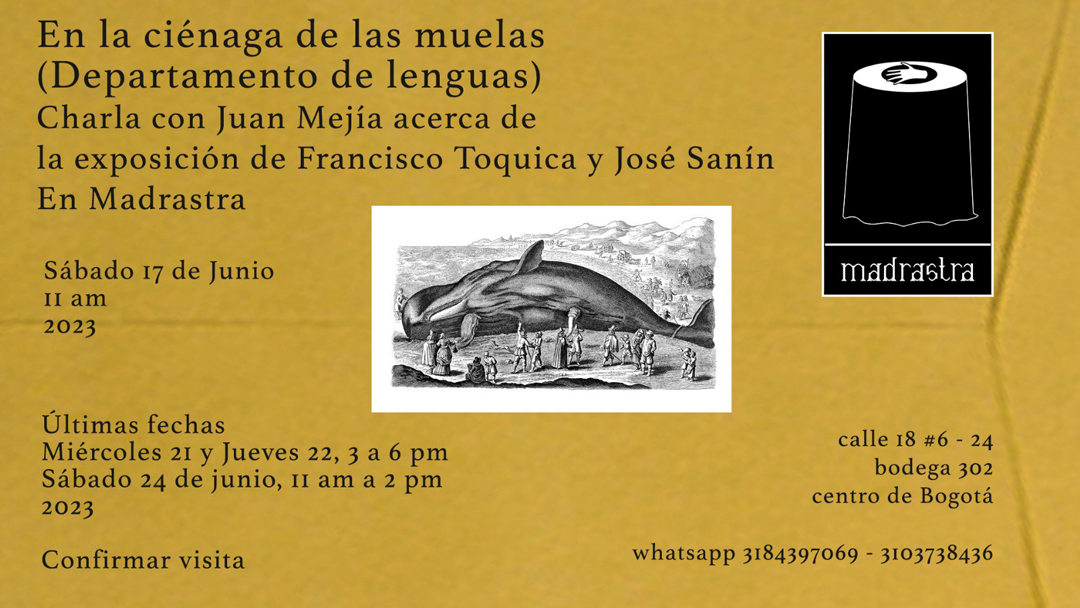 En la ciénaga de las muelas
(Departamento de lenguas)
Charla con Juan Mejía acerca de
la exposición de Francisco Toquica y José Sanín
En Madrastra
madrastra
Sábado 17 de Junio
11 am
2023
Últimas fechas
Miércoles 21 y Jueves 22, 3 a 6 pm
Sábado 24 de junio, 11 am a 2 pm
2023
Confirmar visita
calle 18 #6 - 24
bodega 302
centro de Bogotá
whatsapp 3184397069 - 3103738436